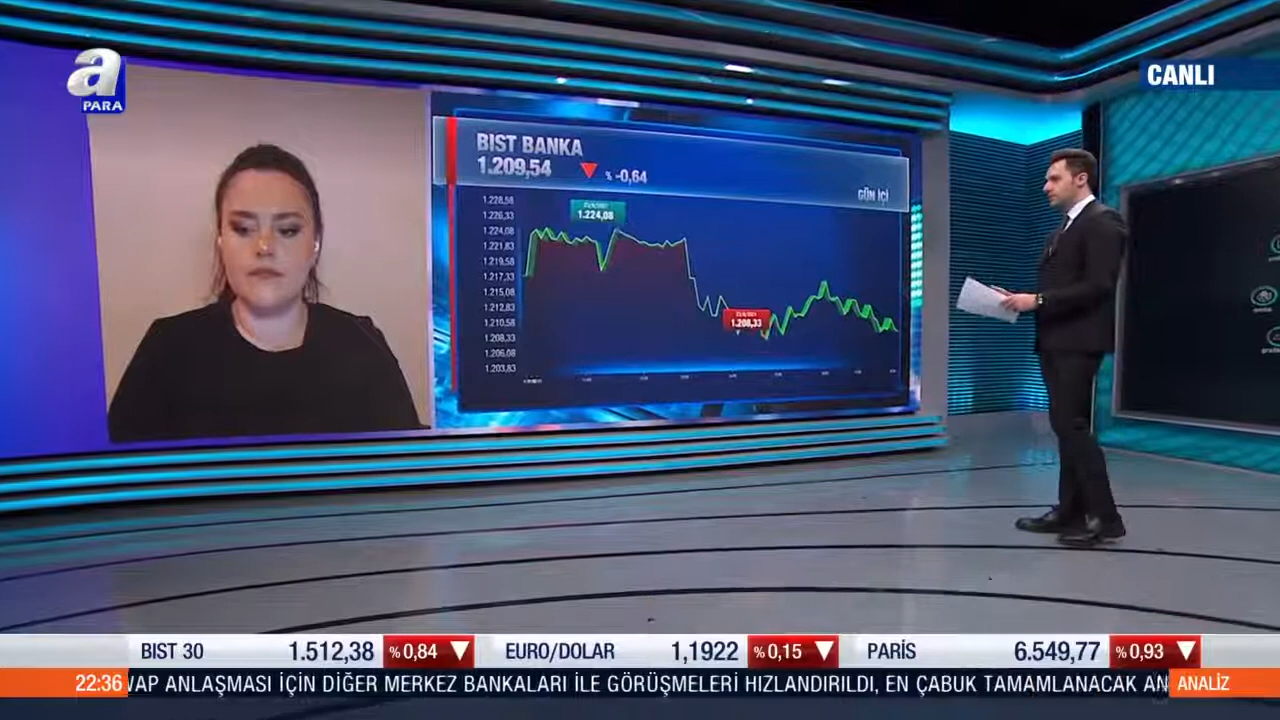 a
PARA
CANLI
BIST BANKA
1.209,54 % -0,64
GÜN İÇİ
1.228,58
1.226,33
1.224,08
1.221,83
1.219,58
1.217,33
1.215,08
1.212,83
1.210,58
1.208,33
1.206,08
1.203,83
1.224,08
1.208,33
BIST 30 1.512,38 %0,84 EURO/DOLAR 1,1922 %0,15 PARİS 6.549,77 %0,93
22:36 VAP ANLAŞMASI İÇİN DİĞER MERKEZ BANKALARI İLE GÖRÜŞMELERİ HIZLANDIRILDI, EN ÇABUK TAMAMLANACAK AN ANALİZ